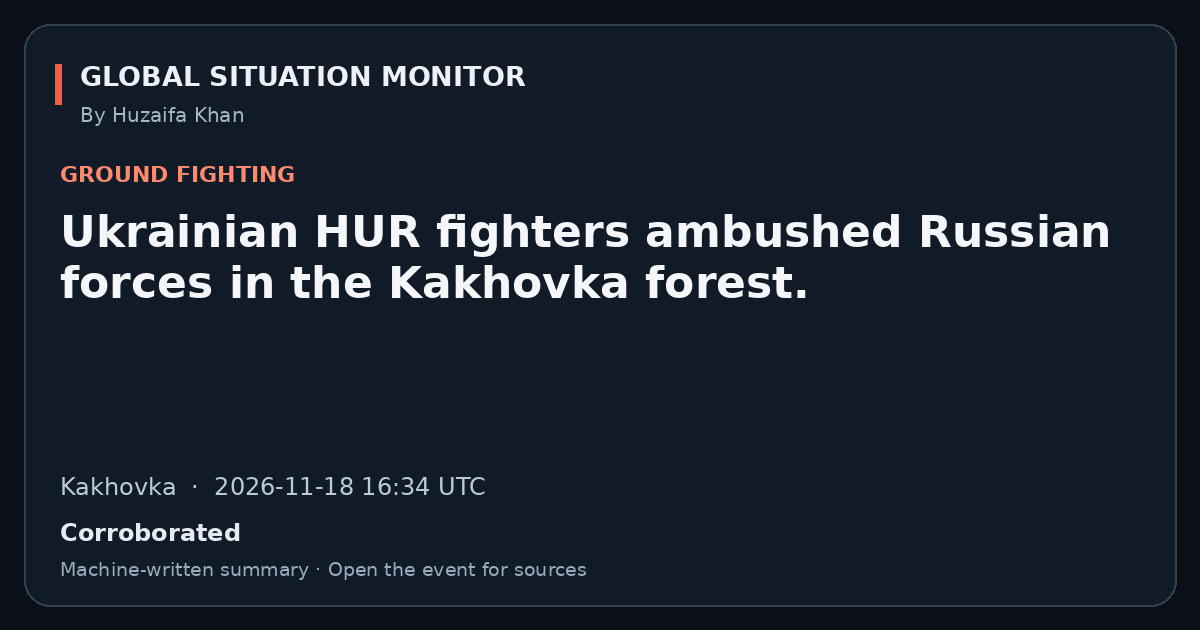 GLOBAL SITUATION MONITOR
By Huzaifa Khan
GROUND FIGHTING
Ukrainian HUR fighters ambushed Russian
forces in the Kakhovka forest.
Kakhovka · 2026-11-18 16:34 UTC
Corroborated
Machine-written summary · Open the event for sources